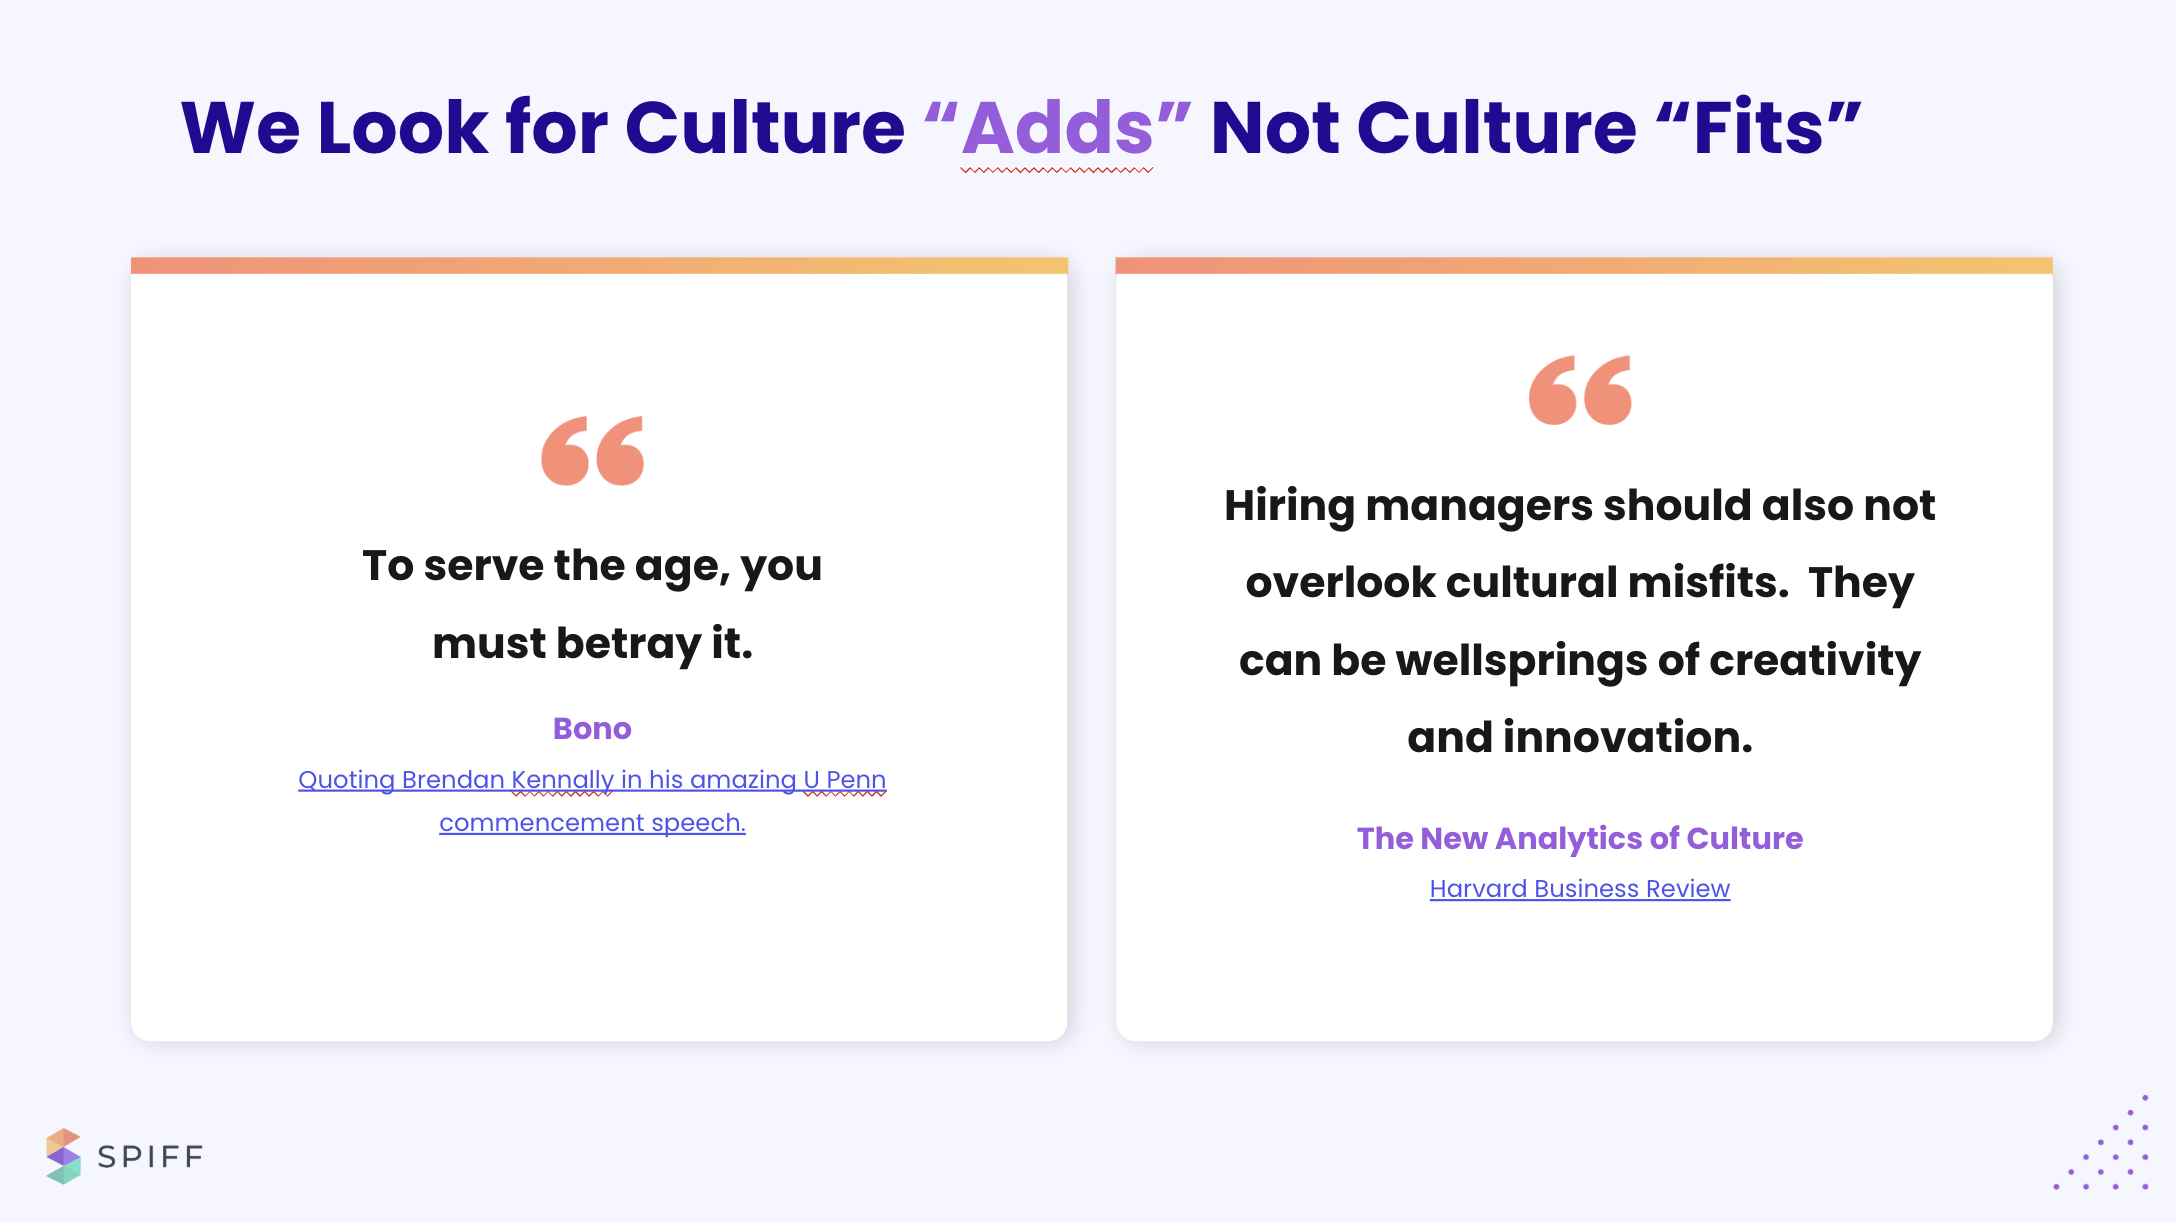 We Look for Culture “Adds” Not Culture “Fits”
To serve the age, you
must betray it.
Bono
Quoting Brendan Kennally in his amazing U Penn
commencement speech.
Hiring managers should also not
overlook cultural misfits.  They
can be wellsprings of creativity
and innovation.
The New Analytics of Culture
Harvard Business Review
SPIFF